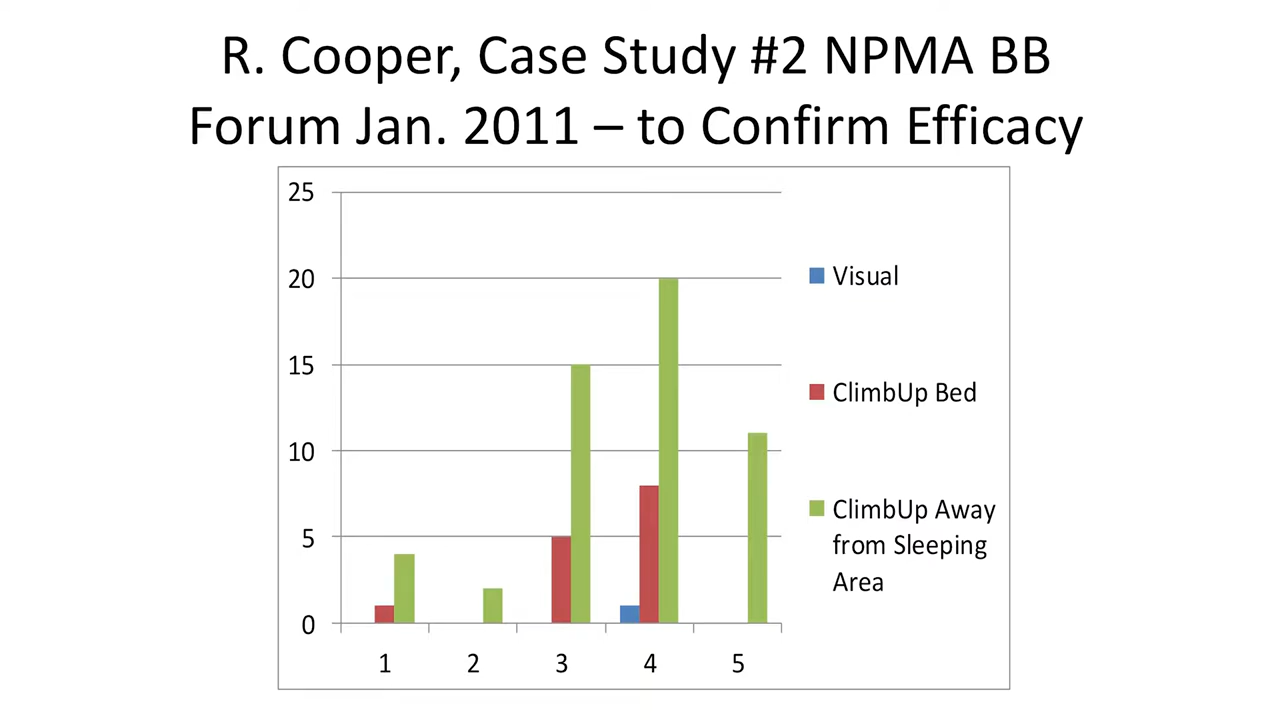 R. Cooper, Case Study #2 NPMA BB
Forum Jan. 2011 – to Confirm Efficacy
25
20
15
10
5
0
1 2 3 4 5
Visual
ClimbUp Bed
ClimbUp Away
from Sleeping
Area